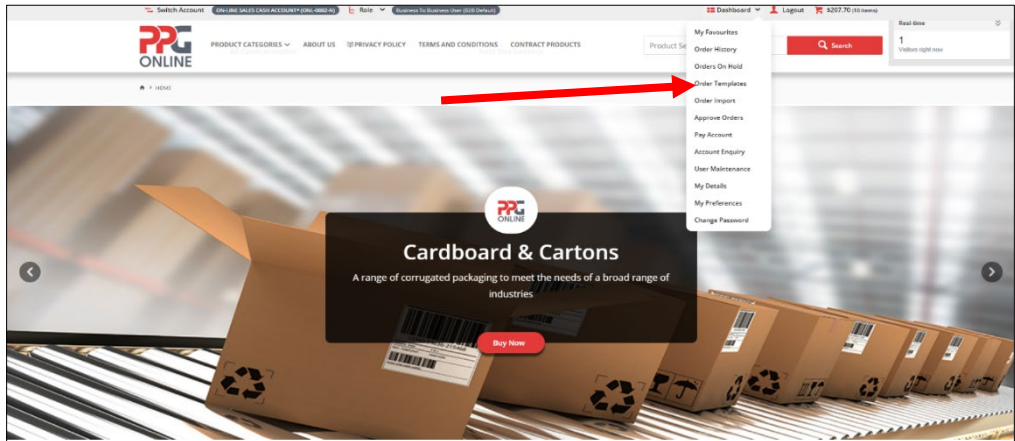 Switch Account ON-LINE SALES CASH ACCOUNT* (ONL-0002-N) Role Business To Business User (B2B Default) Dashboard Logout $207.70 (10 items)
PPG
ONLINE
PRODUCT CATEGORIES ABOUT US PRIVACY POLICY TERMS AND CONDITIONS CONTRACT PRODUCTS
Product Se
Search
Real-time
1
Visitors right now
HOME
My Favourites
Order History
Orders On Hold
Order Templates
Order Import
Approve Orders
Pay Account
Account Enquiry
User Maintenance
My Details
My Preferences
Change Password
PPG
ONLINE
Cardboard & Cartons
A range of corrugated packaging to meet the needs of a broad range of
industries
Buy Now